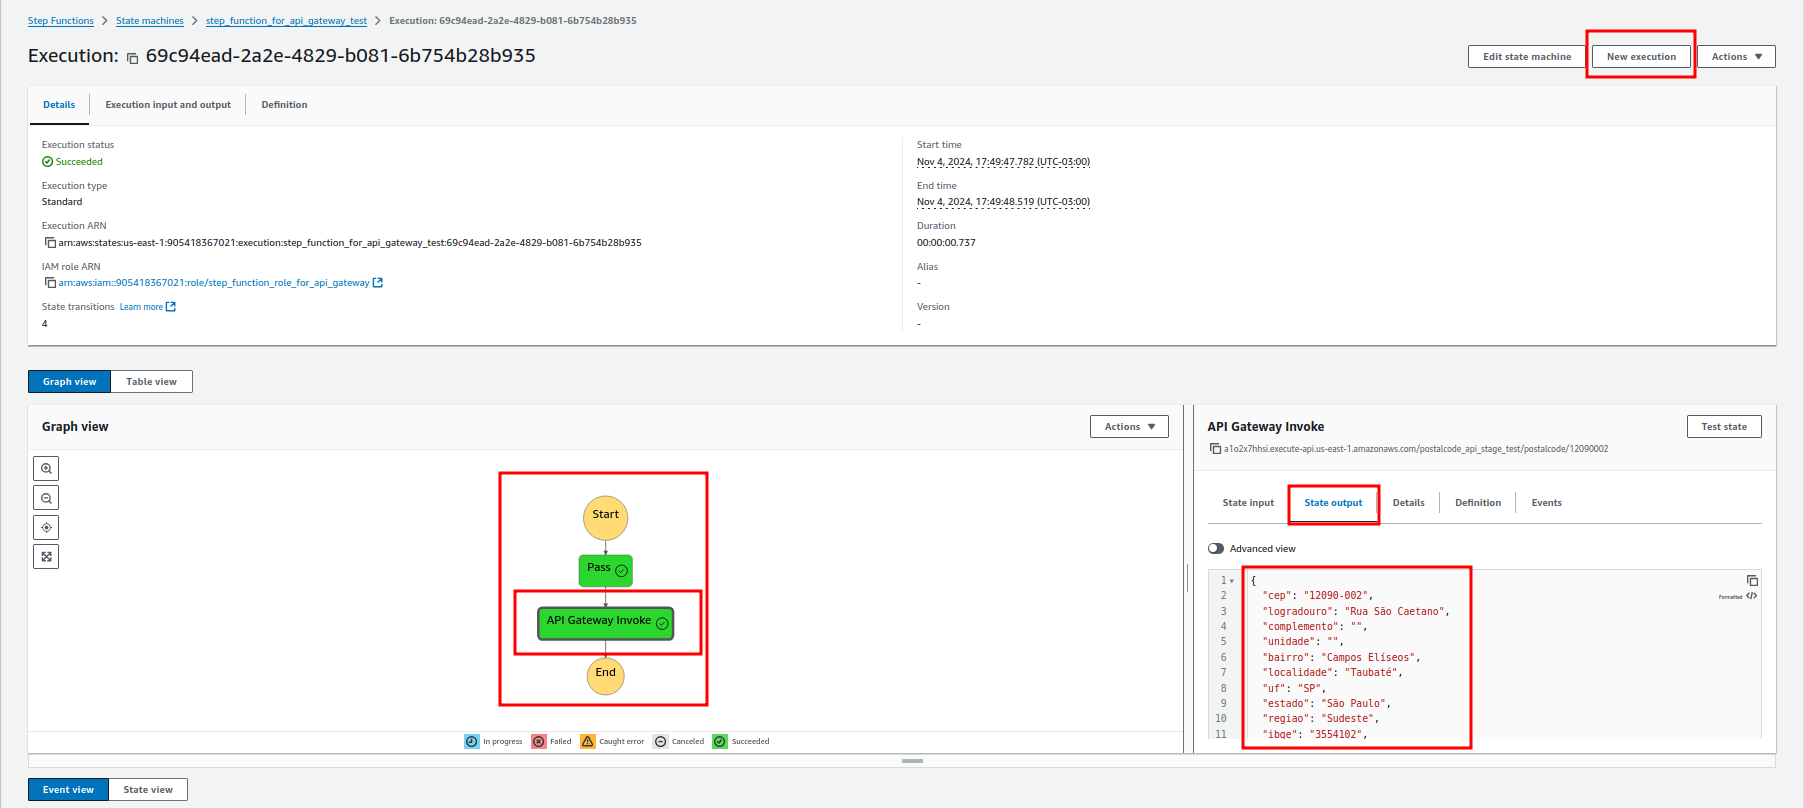 Step Functions > State machines > step_function_for_api_gateway_test > Execution: 69c94ead-2a2e-4829-b081-6b754b28b935
Execution: 69c94ead-2a2e-4829-b081-6b754b28b935
Edit state machine
New execution
Actions
Details
Execution input and output
Definition
Execution status
Succeeded
Execution type
Standard
Execution ARN
arn:aws:states:us-east-1:905418367021:execution:step_function_for_api_gateway_test:69c94ead-2a2e-4829-b081-6b754b28b935
IAM role ARN
arn:aws:iam::905418367021:role/step_function_role_for_api_gateway
State transitions Learn more
4
Start time
Nov 4, 2024, 17:49:47.782 (UTC-03:00)
End time
Nov 4, 2024, 17:49:48.519 (UTC-03:00)
Duration
00:00:00.737
Alias
-
Version
-
Graph view
Table view
Graph view
Actions
Start
Pass
API Gateway Invoke
End
In progress
Failed
Caught error
Canceled
Succeeded
API Gateway Invoke
Test state
a1o2x7hhsi.execute-api.us-east-1.amazonaws.com/postalcode_api_stage_test/postalcode/12090002
State input
State output
Details
Definition
Events
Advanced view
Formatted
1 {
2 "cep": "12090-002",
3 "logradouro": "Rua São Caetano",
4 "complemento": "",
5 "unidade": "",
6 "bairro": "Campos Elíseos",
7 "localidade": "Taubaté",
8 "uf": "SP",
9 "estado": "São Paulo",
10 "regiao": "Sudeste",
11 "ibge": "3554102",
Event view
State view